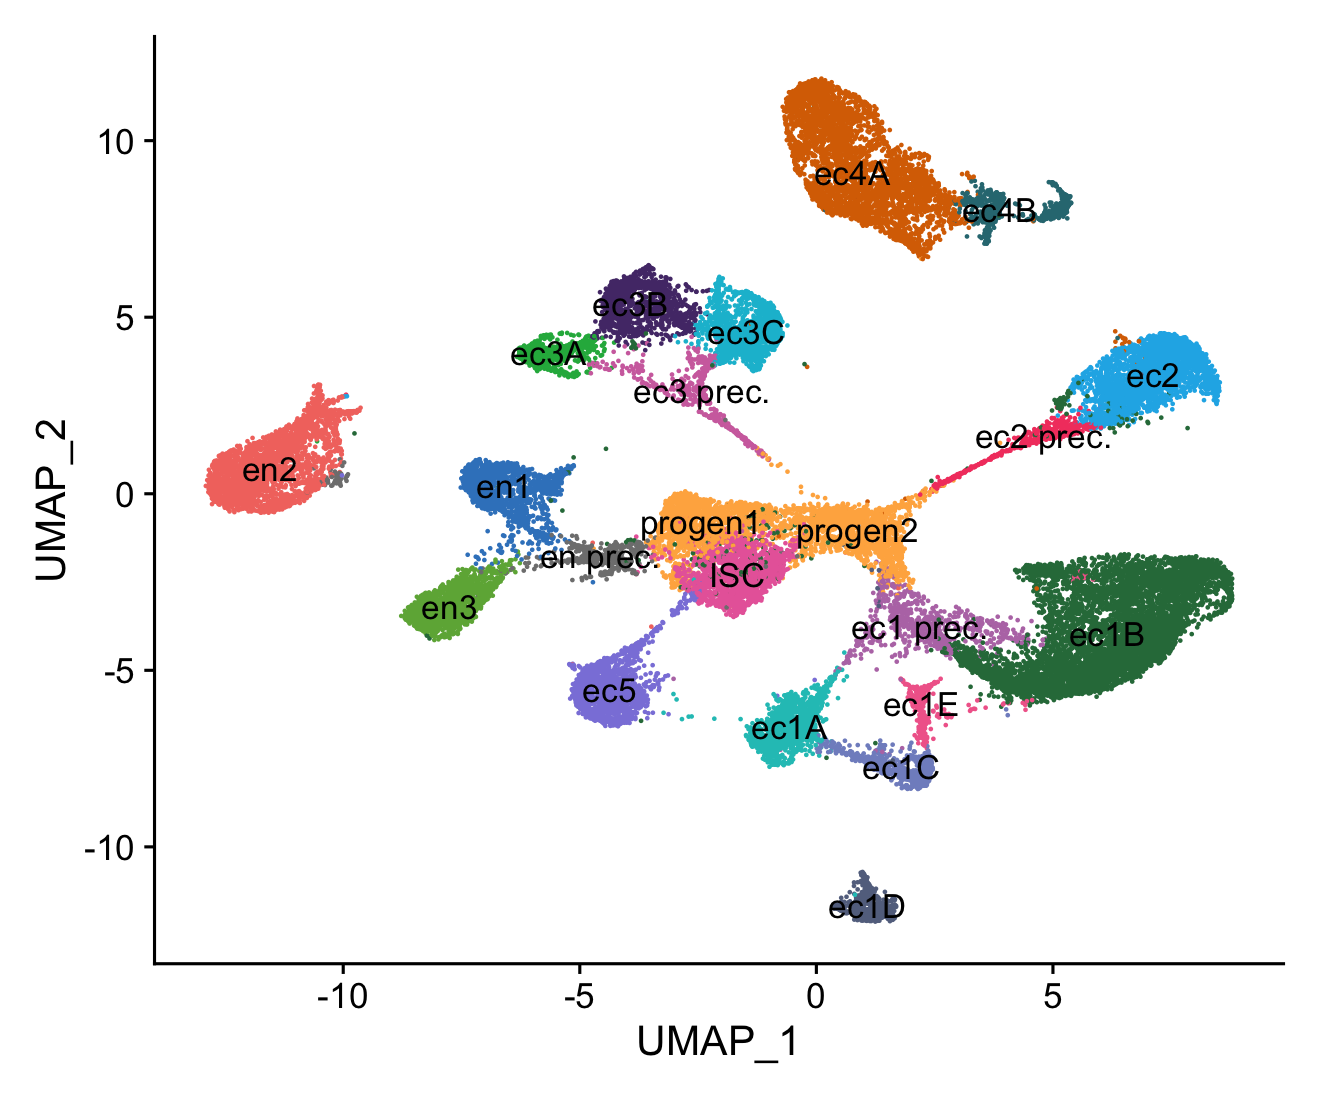 10
5
0
-5
-10
UMAP_2
ec4A
ec4B
ec3B
ec3C
ec3A
ec3 prec.
ec2
ec2 prec.
en2
en1
progen1
progen2
en prec.
ISC
en3
ec1 prec.
ec1B
ec5
ec1E
ec1A
ec1C
ec1D
-10
-5
0
5
UMAP_1